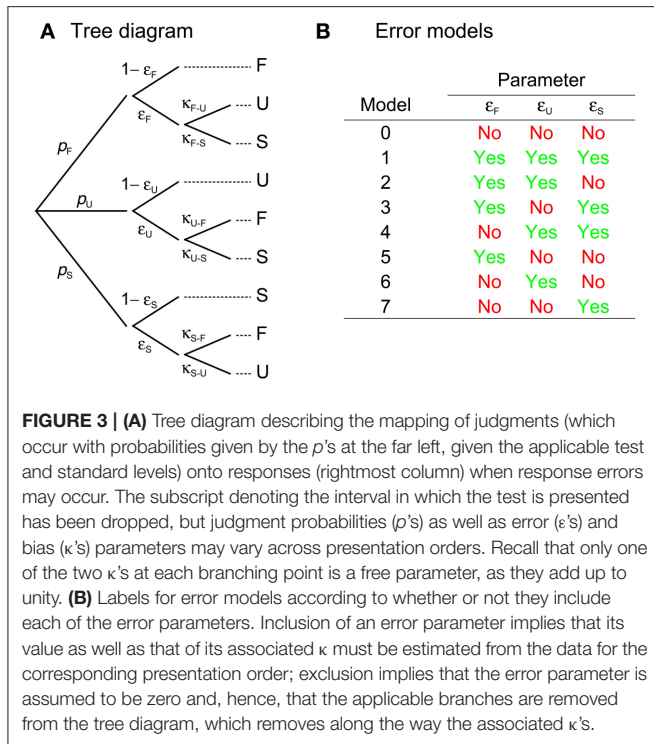 A Tree diagram
1− εF
F
εF
κF-U
U
κF-S
S
pF
1− εU
U
pU
εU
κU-F
F
κU-S
S
pS
1− εS
S
εS
κS-F
F
κS-U
U
B Error models
Parameter
Model εF εU εS
0 No No No
1 Yes Yes Yes
2 Yes Yes No
3 Yes No Yes
4 No Yes Yes
5 Yes No No
6 No Yes No
7 No No Yes
FIGURE 3 | (A) Tree diagram describing the mapping of judgments (which
occur with probabilities given by the p's at the far left, given the applicable test
and standard levels) onto responses (rightmost column) when response errors
may occur. The subscript denoting the interval in which the test is presented
has been dropped, but judgment probabilities (p's) as well as error (ε's) and
bias (κ's) parameters may vary across presentation orders. Recall that only one
of the two κ's at each branching point is a free parameter, as they add up to
unity. (B) Labels for error models according to whether or not they include
each of the error parameters. Inclusion of an error parameter implies that its
value as well as that of its associated κ must be estimated from the data for the
corresponding presentation order; exclusion implies that the error parameter is
assumed to be zero and, hence, that the applicable branches are removed
from the tree diagram, which removes along the way the associated κ's.